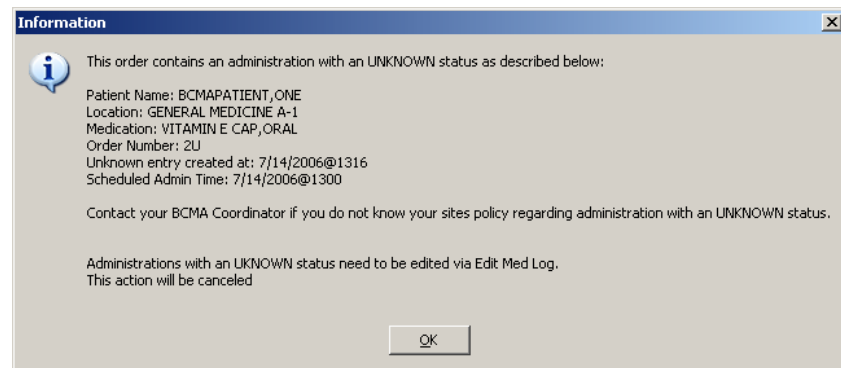 Information
This order contains an administration with an UNKNOWN status as described below:
Patient Name: BCMAPATIENT,ONE
Location: GENERAL MEDICINE A-1
Medication: VITAMIN E CAP,ORAL
Order Number: 2U
Unknown entry created at: 7/14/2006@1316
Scheduled Admin Time: 7/14/2006@1300
Contact your BCMA Coordinator if you do not know your sites policy regarding administration with an UNKNOWN status.
Administrations with an UKNOWN status need to be edited via Edit Med Log.
This action will be canceled
OK